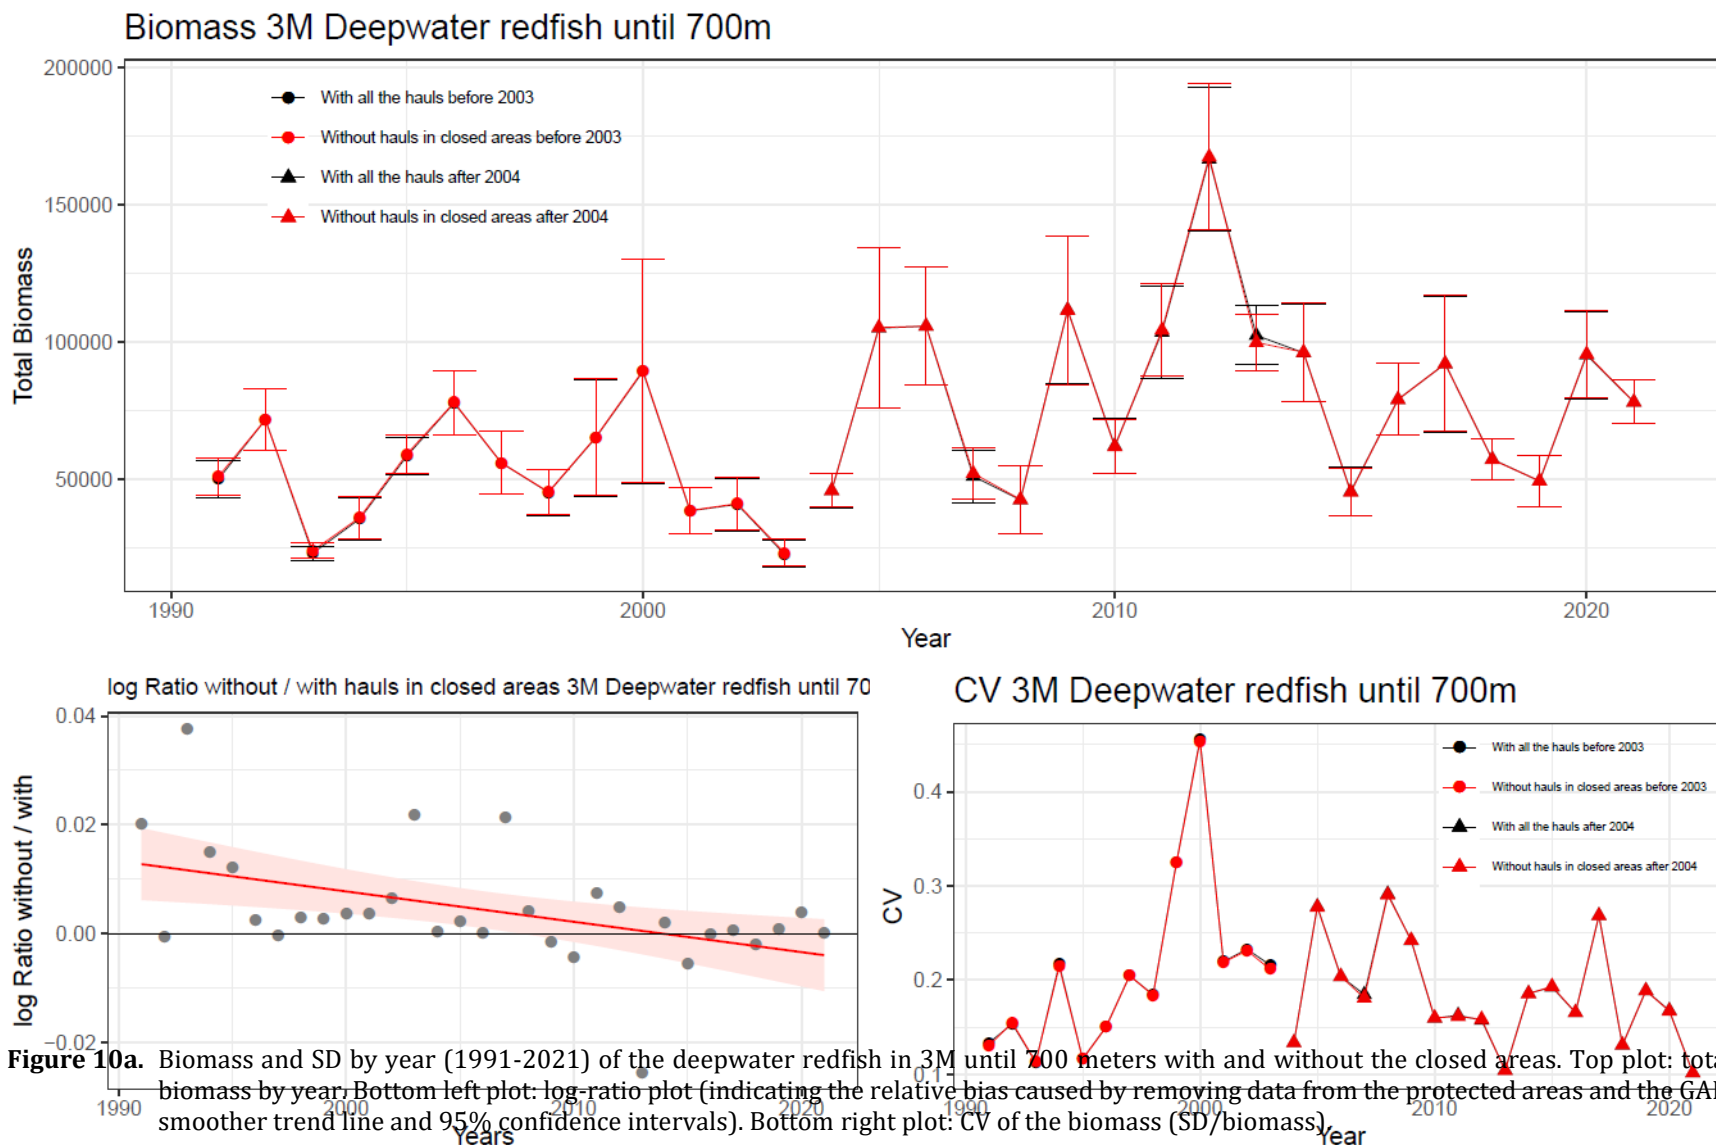 Biomass 3M Deepwater redfish until 700m
200000
150000
100000
50000
Total Biomass
With all the hauls before 2003
Without hauls in closed areas before 2003
With all the hauls after 2004
Without hauls in closed areas after 2004
1990
2000
2010
2020
Year
log Ratio without / with hauls in closed areas 3M Deepwater redfish until 70
0.04
0.02
0.00
−0.02
log Ratio without / with
1990
2000
2010
2020
Years
CV 3M Deepwater redfish until 700m
0.4
0.3
0.2
0.1
CV
With all the hauls before 2003
Without hauls in closed areas before 2003
With all the hauls after 2004
Without hauls in closed areas after 2004
1990
2000
2010
2020
Year
Figure 10a. Biomass and SD by year (1991-2021) of the deepwater redfish in 3M until 700 meters with and without the closed areas. Top plot: tota
biomass by year. Bottom left plot: log-ratio plot (indicating the relative bias caused by removing data from the protected areas and the GA
smoother trend line and 95% confidence intervals). Bottom right plot: CV of the biomass (SD/biomass).